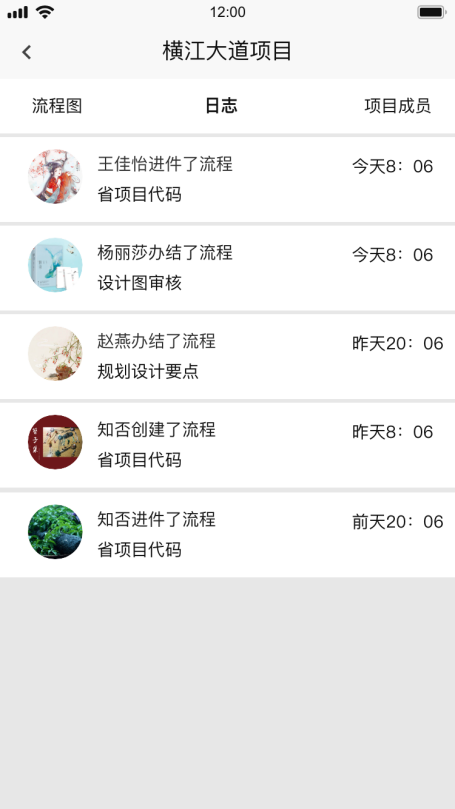 12:00
横江大道项目
流程图 日志 项目成员
王佳怡进件了流程 今天8：06
省项目代码
杨丽莎办结了流程 今天8：06
设计图审核
赵燕办结了流程 昨天20：06
规划设计要点
知否创建了流程 昨天8：06
省项目代码
知否进件了流程 前天20：06
省项目代码